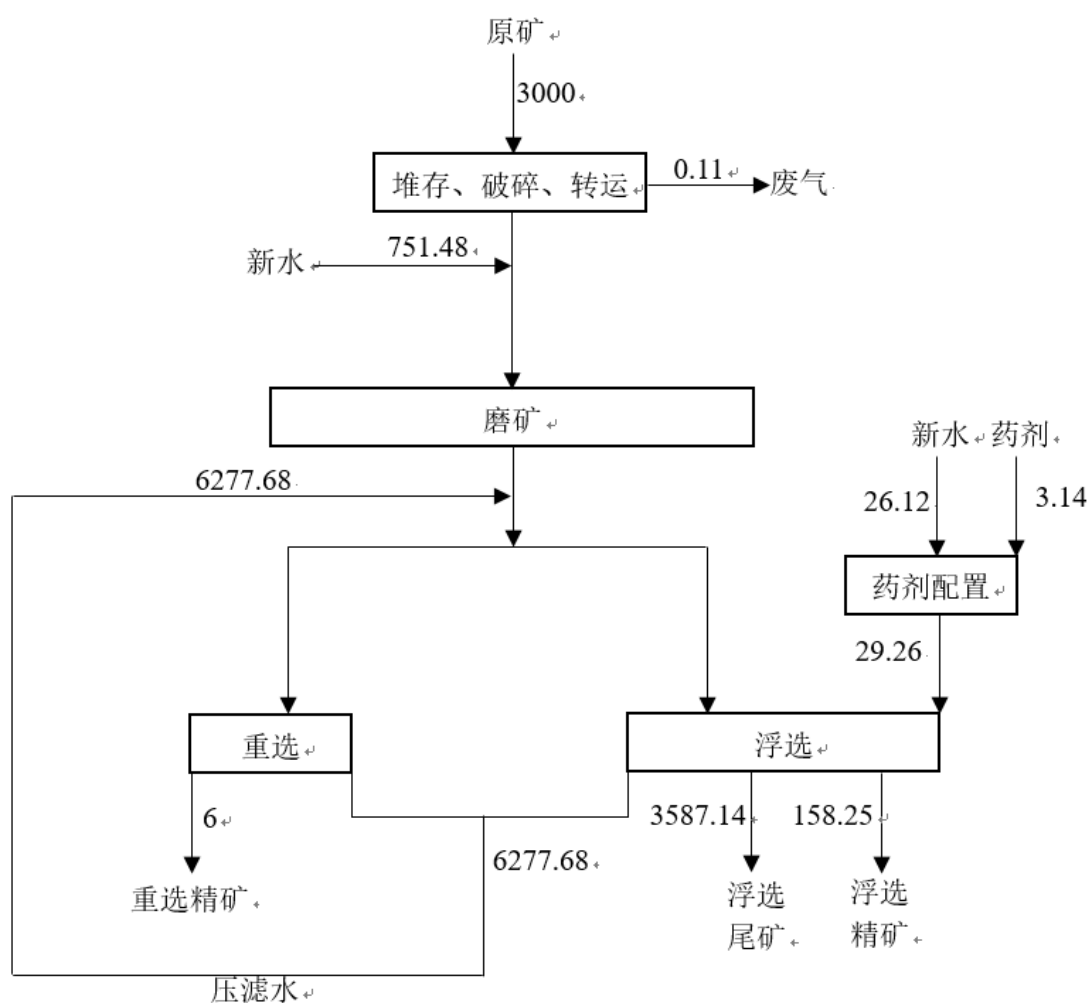 原矿
3000
堆存、破碎、转运
0.11
废气
新水
751.48
磨矿
6277.68
新水 药剂
26.12
3.14
药剂配置
29.26
重选
浮选
6
3587.14
158.25
6277.68
重选精矿
浮选
尾矿
浮选
精矿
压滤水